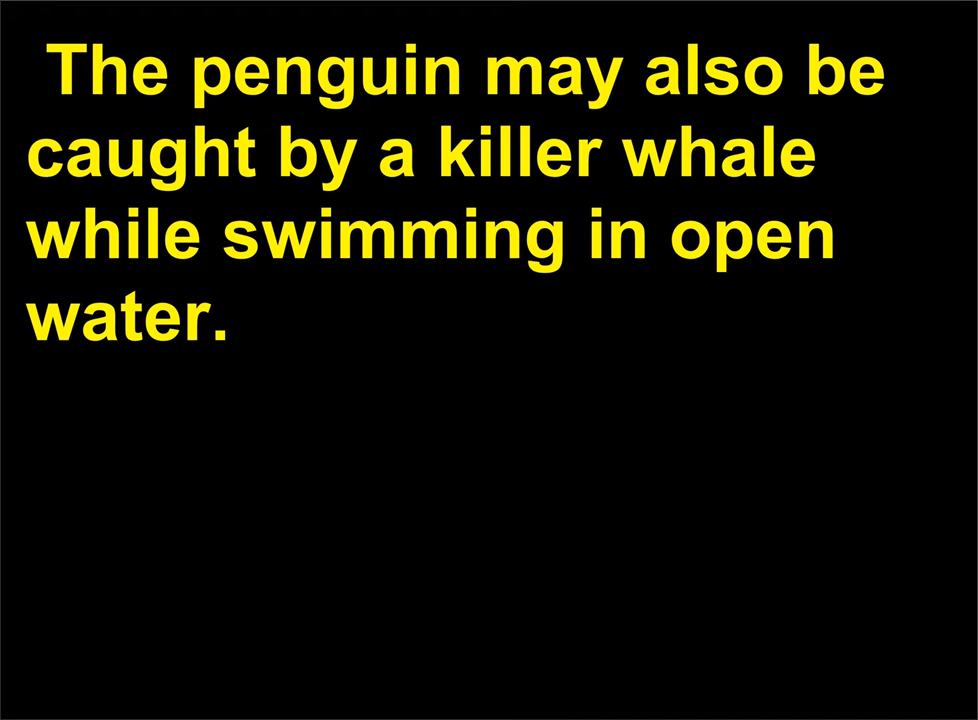 The penguin may also be
caught by a killer whale
while swimming in open
water.